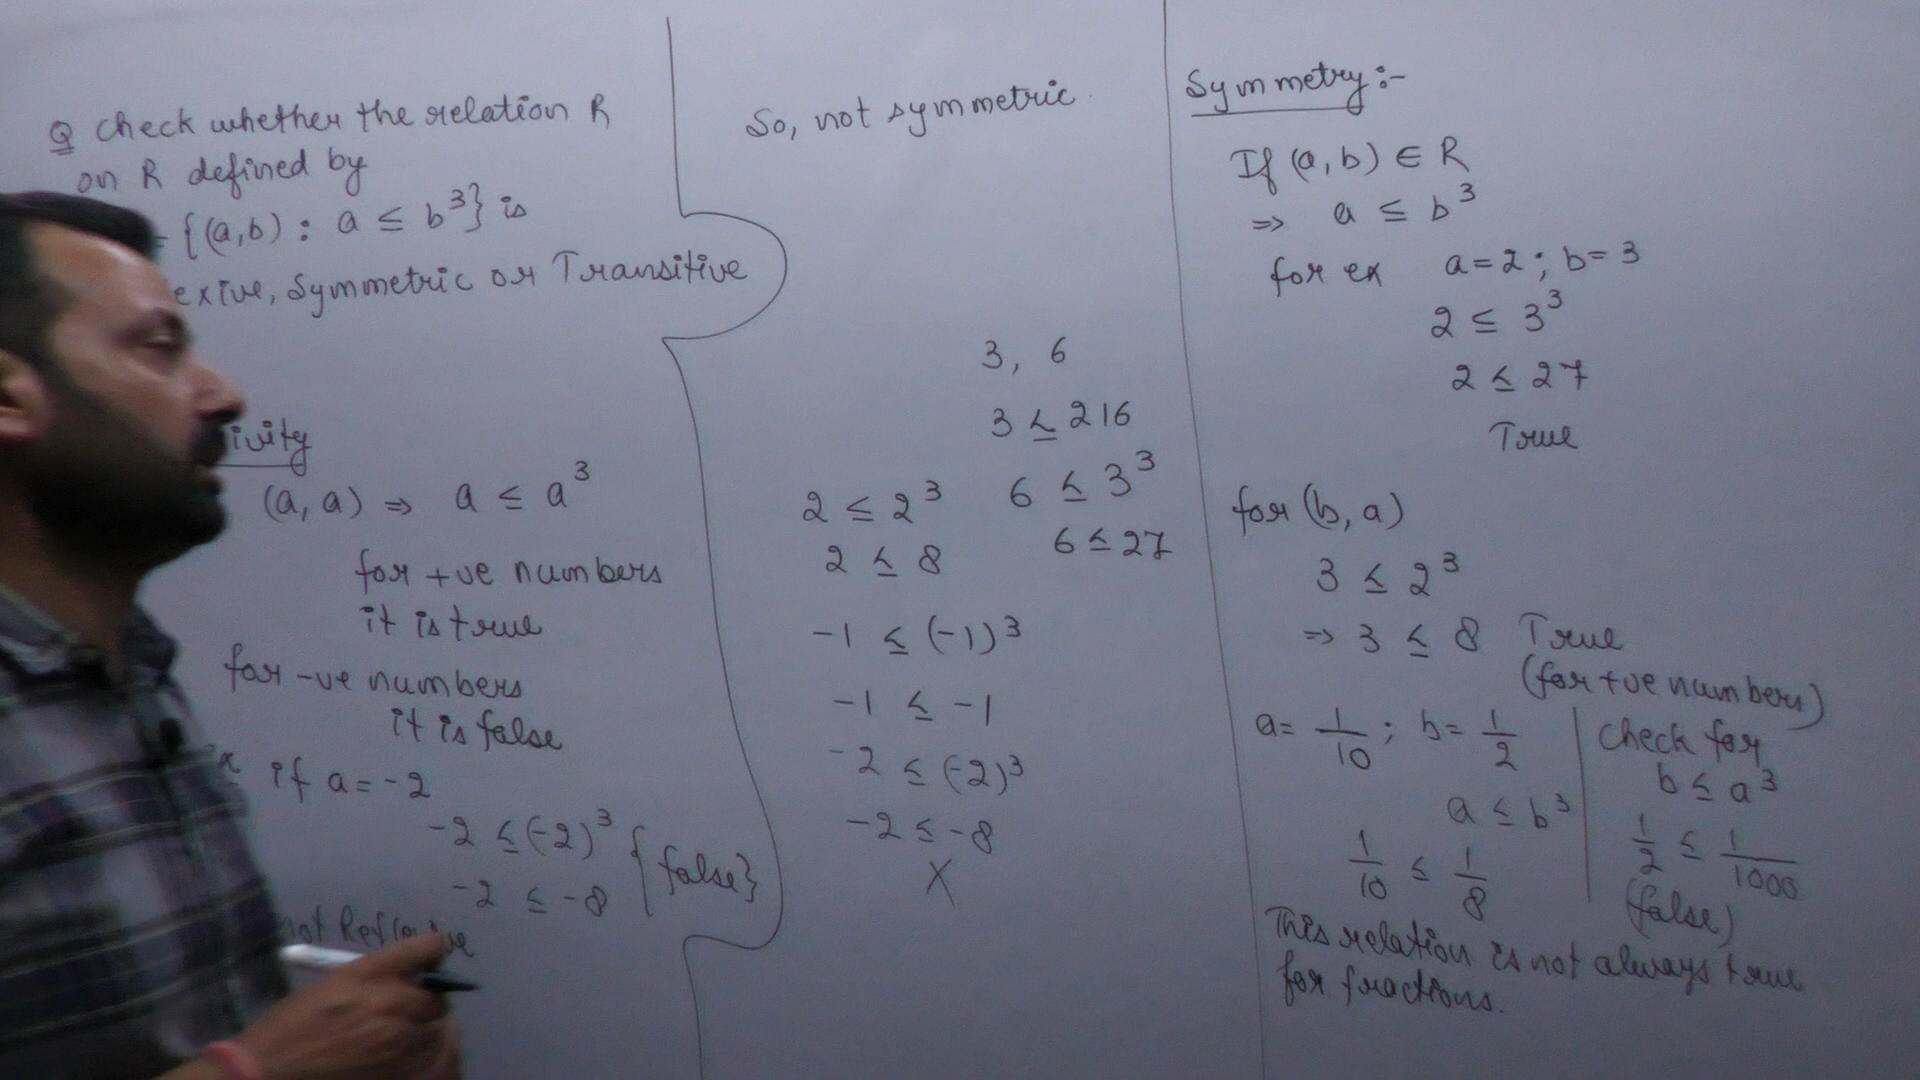 Q Check whether the relation R
on R defined by
= {(a,b) : a ≤ b³} is
exive, Symmetric or Transitive
ivity
(a, a) ⇒ a ≤ a³
for +ve numbers
it is true
for -ve numbers
it is false
x if a = -2
-2 ≤ (-2)³
-2 ≤ -8
{false}
not Reflexive
So, not symmetric.
3, 6
3 ≤ 216
6 ≤ 3³
6 ≤ 27
2 ≤ 2³
2 ≤ 8
-1 ≤ (-1)³
-1 ≤ -1
-2 ≤ (-2)³
-2 ≤ -8
X
Symmetry :-
If (a, b) ∈ R
⇒ a ≤ b³
for ex a = 2 ; b = 3
2 ≤ 3³
2 ≤ 27
True
for (b, a)
3 ≤ 2³
⇒ 3 ≤ 8 True
(for +ve numbers)
a = 1/10 ; b = 1/2
a ≤ b³
1/10 ≤ 1/8
Check for
b ≤ a³
1/2 ≤ 1/1000
(false)
This relation is not always true
for fractions.